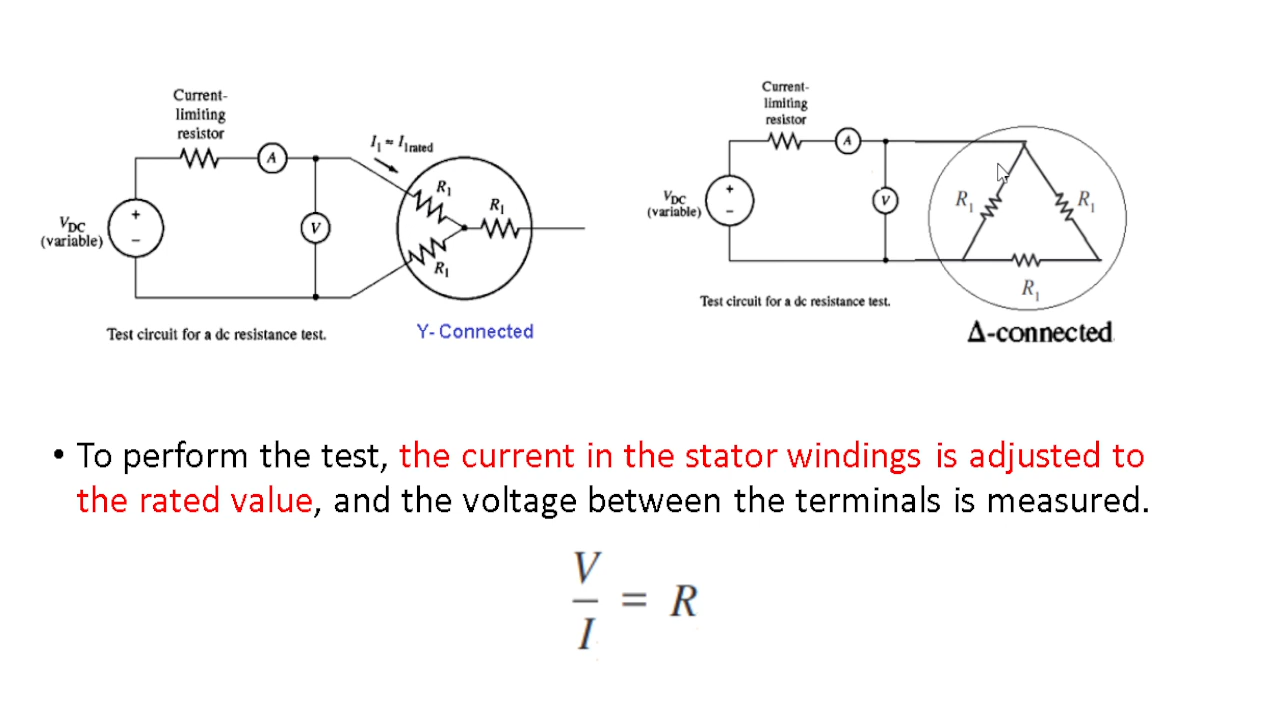 Current-
limiting
resistor
A
I₁ ≈ I₁rated
R₁
R₁
V
VDC
(variable)
+
−
R₁
Test circuit for a dc resistance test.
Y- Connected
Current-
limiting
resistor
A
VDC
(variable)
+
−
V
R₁
R₁
R₁
Test circuit for a dc resistance test.
Δ-connected
• To perform the test, the current in the stator windings is adjusted to
the rated value, and the voltage between the terminals is measured.
V
— = R
I